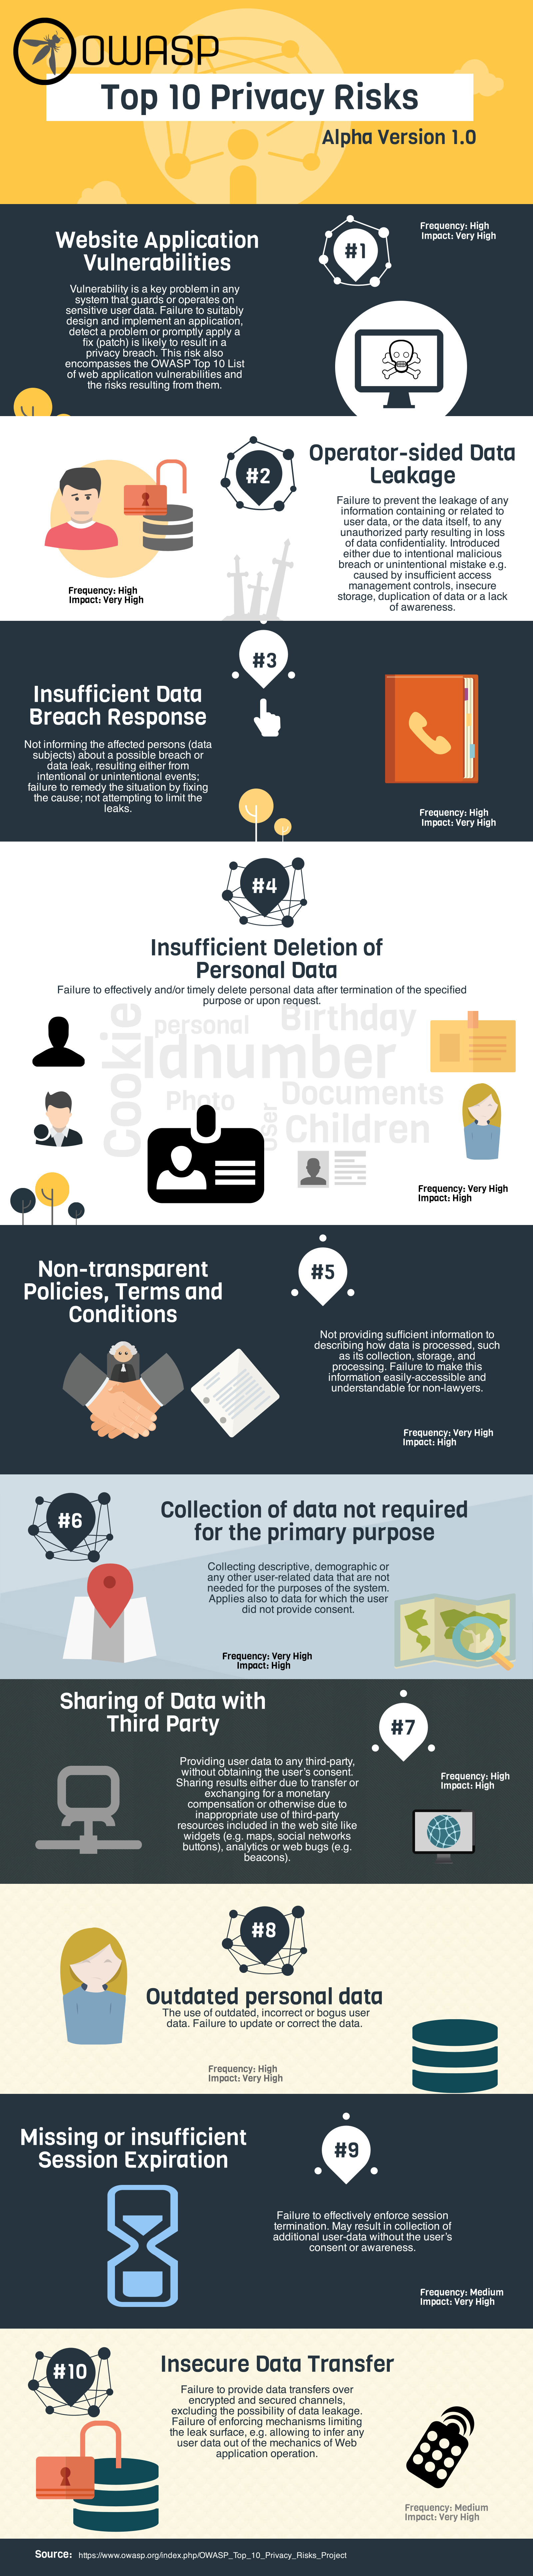 OWASP
Top 10 Privacy Risks
Alpha Version 1.0
Website Application
Vulnerabilities
Vulnerability is a key problem in any
system that guards or operates on
sensitive user data. Failure to suitably
design and implement an application,
detect a problem or promptly apply a
fix (patch) is likely to result in a
privacy breach. This risk also
encompasses the OWASP Top 10 List
of web application vulnerabilities and
the risks resulting from them.
#1
Frequency: High
Impact: Very High
#2
Operator-sided Data
Leakage
Failure to prevent the leakage of any
information containing or related to
user data, or the data itself, to any
unauthorized party resulting in loss
of data confidentiality. Introduced
either due to intentional malicious
breach or unintentional mistake e.g.
caused by insufficient access
management controls, insecure
storage, duplication of data or a lack
of awareness.
Frequency: High
Impact: Very High
#3
Insufficient Data
Breach Response
Not informing the affected persons (data
subjects) about a possible breach or
data leak, resulting either from
intentional or unintentional events;
failure to remedy the situation by fixing
the cause; not attempting to limit the
leaks.
Frequency: High
Impact: Very High
#4
Insufficient Deletion of
Personal Data
Failure to effectively and/or timely delete personal data after termination of the specified
purpose or upon request.
Cookie
personal
Birthday
Idnumber
Photo
Documents
User
Children
Frequency: Very High
Impact: High
#5
Non-transparent
Policies, Terms and
Conditions
Not providing sufficient information to
describing how data is processed, such
as its collection, storage, and
processing. Failure to make this
information easily-accessible and
understandable for non-lawyers.
Frequency: Very High
Impact: High
#6
Collection of data not required
for the primary purpose
Collecting descriptive, demographic or
any other user-related data that are not
needed for the purposes of the system.
Applies also to data for which the user
did not provide consent.
Frequency: Very High
Impact: High
Sharing of Data with
Third Party
#7
Providing user data to any third-party,
without obtaining the user's consent.
Sharing results either due to transfer or
exchanging for a monetary
compensation or otherwise due to
inappropriate use of third-party
resources included in the web site like
widgets (e.g. maps, social networks
buttons), analytics or web bugs (e.g.
beacons).
Frequency: High
Impact: High
#8
Outdated personal data
The use of outdated, incorrect or bogus user
data. Failure to update or correct the data.
Frequency: High
Impact: Very High
Missing or insufficient
Session Expiration
#9
Failure to effectively enforce session
termination. May result in collection of
additional user-data without the user's
consent or awareness.
Frequency: Medium
Impact: Very High
#10
Insecure Data Transfer
Failure to provide data transfers over
encrypted and secured channels,
excluding the possibility of data leakage.
Failure of enforcing mechanisms limiting
the leak surface, e.g. allowing to infer any
user data out of the mechanics of Web
application operation.
Frequency: Medium
Impact: Very High
Source: https://www.owasp.org/index.php/OWASP_Top_10_Privacy_Risks_Project